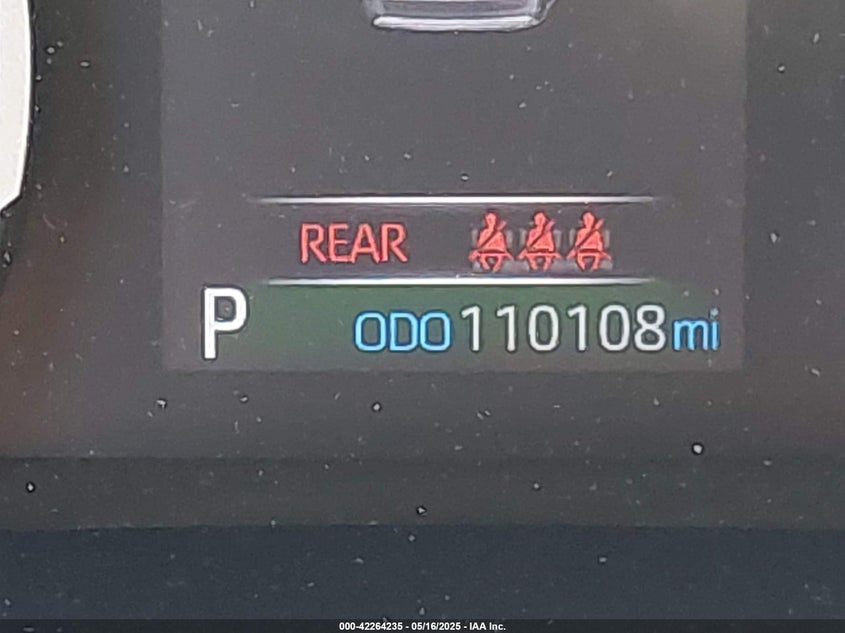 REAR
P ODO 110108 mi
000-42264235 - 05/16/2025 - IAA Inc.